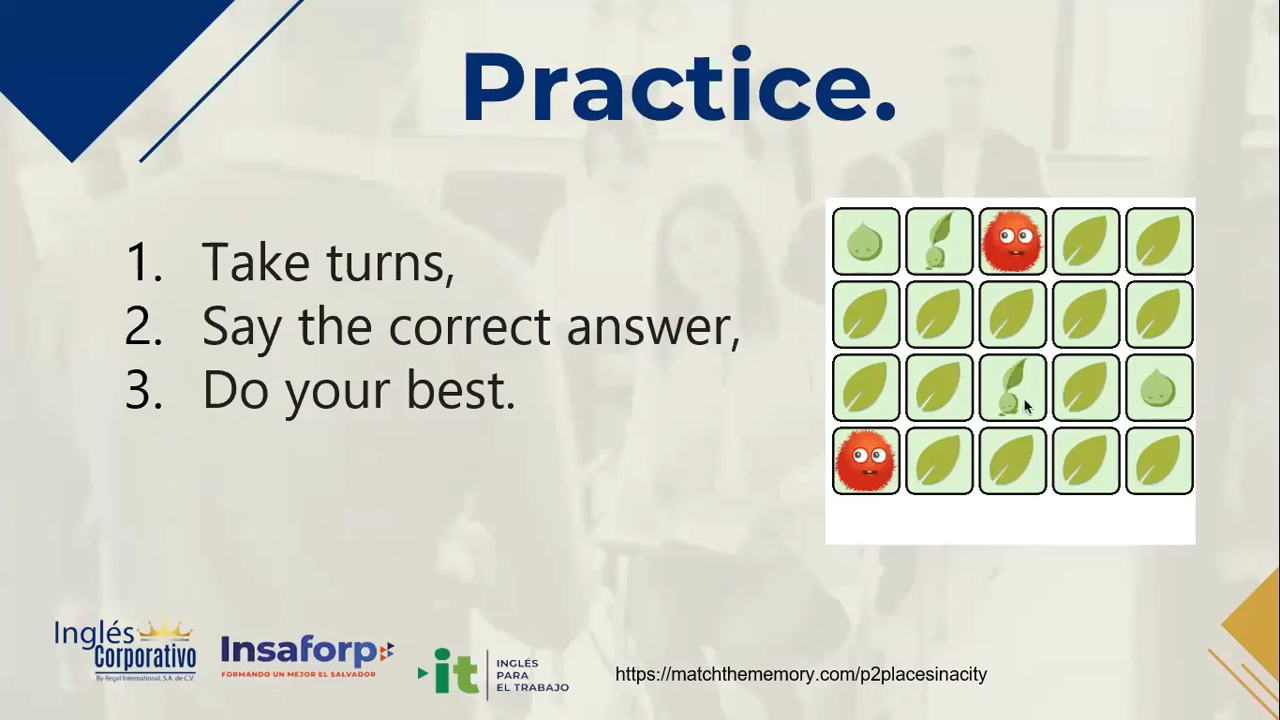 Practice.
1. Take turns,
2. Say the correct answer,
3. Do your best.
Inglés
Corporativo
By Regal International, S.A. de C.V.
Insaforp
FORMANDO UN MEJOR EL SALVADOR
it
INGLÉS
PARA
EL TRABAJO
https://matchthememory.com/p2placesinacity